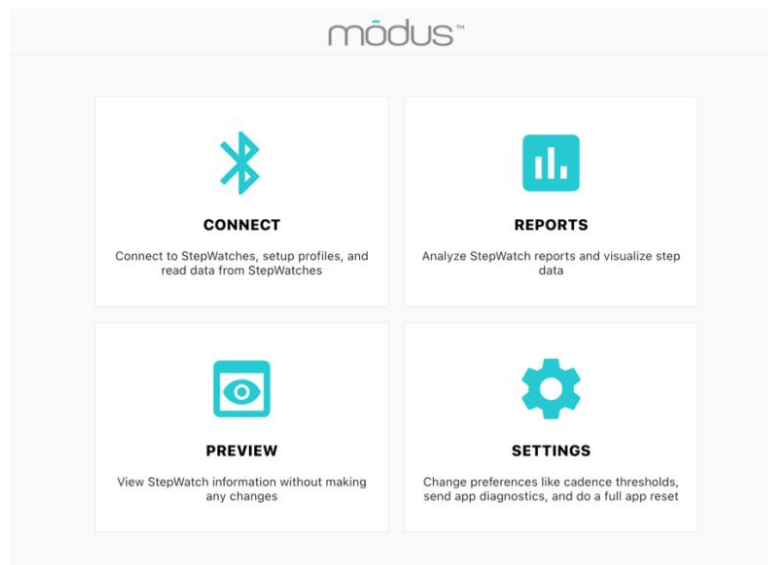 mōdus™
CONNECT
Connect to StepWatches, setup profiles, and
read data from StepWatches
REPORTS
Analyze StepWatch reports and visualize step
data
PREVIEW
View StepWatch information without making
any changes
SETTINGS
Change preferences like cadence thresholds,
send app diagnostics, and do a full app reset